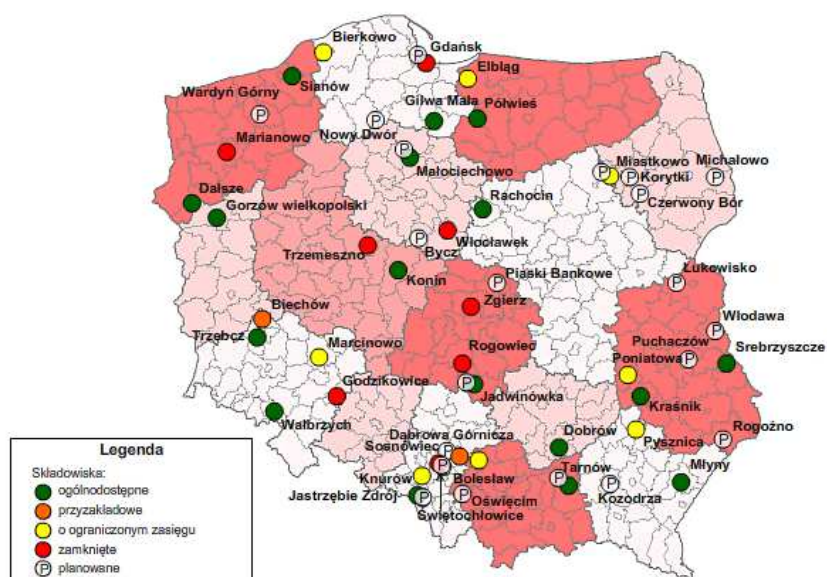 Bierkowo
Gdańsk
Elbląg
Wardyń Górny
Sianów
Gilwa Mała
Półwieś
Nowy Dwór
Marianowo
Małociechowo
Miastkowo
Michałowo
Korytki
Czerwony Bór
Dalsze
Gorzów wielkopolski
Rachocin
Włocławek
Trzemeszno
Bycz
Konin
Piaski Bankowe
Łukowisko
Zgierz
Biechów
Włodawa
Trzębcz
Marcinowo
Rogowiec
Puchaczów
Srebrzyszcze
Poniatowa
Godzikowice
Jadwinówka
Kraśnik
Wałbrzych
Dąbrowa Górnicza
Dobrów
Rogoźno
Pysznica
Sosnowiec
Knurów
Bolesław
Tarnów
Młyny
Jastrzębie Zdrój
Oświęcim
Kozodrza
Świętochłowice
Legenda
Składowiska:
ogólnodostępne
przyzakładowe
o ograniczonym zasięgu
zamknięte
P planowane